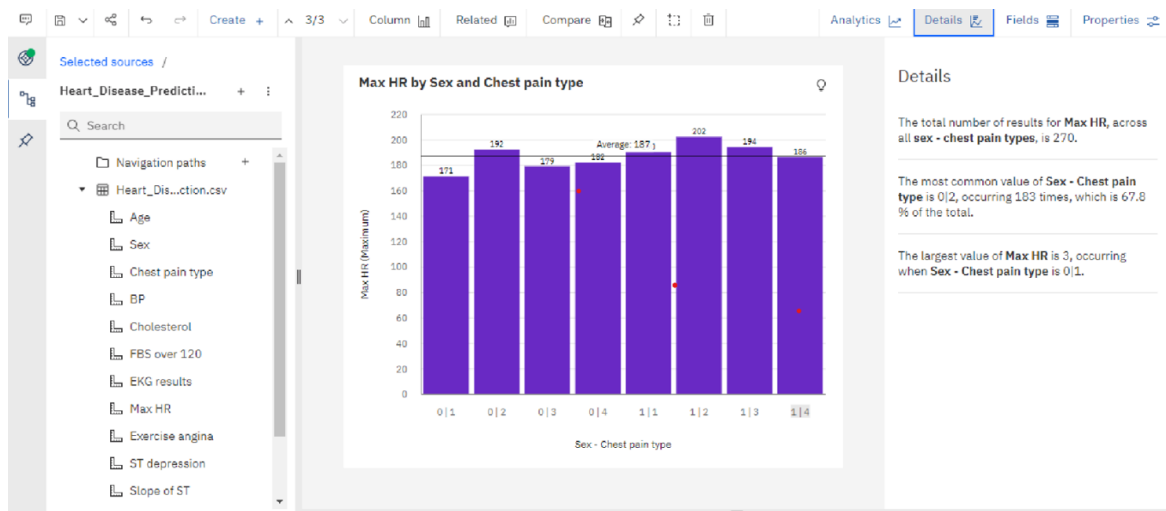 Create + 3/3 Column Related Compare Analytics Details Fields Properties
Selected sources /
Heart_Disease_Predicti... +
Search
Navigation paths +
Heart_Dis...ction.csv
Age
Sex
Chest pain type
BP
Cholesterol
FBS over 120
EKG results
Max HR
Exercise angina
ST depression
Slope of ST
Max HR by Sex and Chest pain type
Max HR (Maximum)
220
200
180
160
140
120
100
80
60
40
20
0
171
192
179
182
Average: 187
202
194
186
0|1 0|2 0|3 0|4 1|1 1|2 1|3 1|4
Sex - Chest pain type
Details
The total number of results for Max HR, across
all sex - chest pain types, is 270.
The most common value of Sex - Chest pain
type is 0|2, occurring 183 times, which is 67.8
% of the total.
The largest value of Max HR is 3, occurring
when Sex - Chest pain type is 0|1.